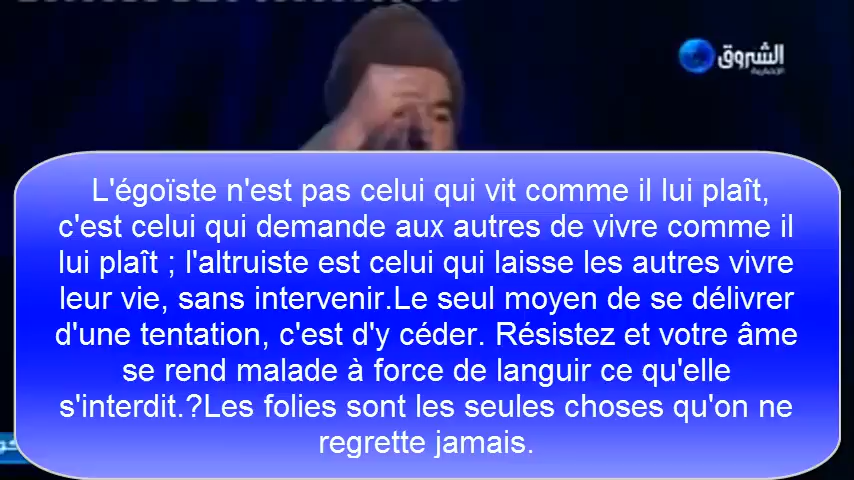 الشروق
الإخبارية
L'égoïste n'est pas celui qui vit comme il lui plaît,
c'est celui qui demande aux autres de vivre comme il
lui plaît ; l'altruiste est celui qui laisse les autres vivre
leur vie, sans intervenir.Le seul moyen de se délivrer
d'une tentation, c'est d'y céder. Résistez et votre âme
se rend malade à force de languir ce qu'elle
s'interdit.?Les folies sont les seules choses qu'on ne
regrette jamais.